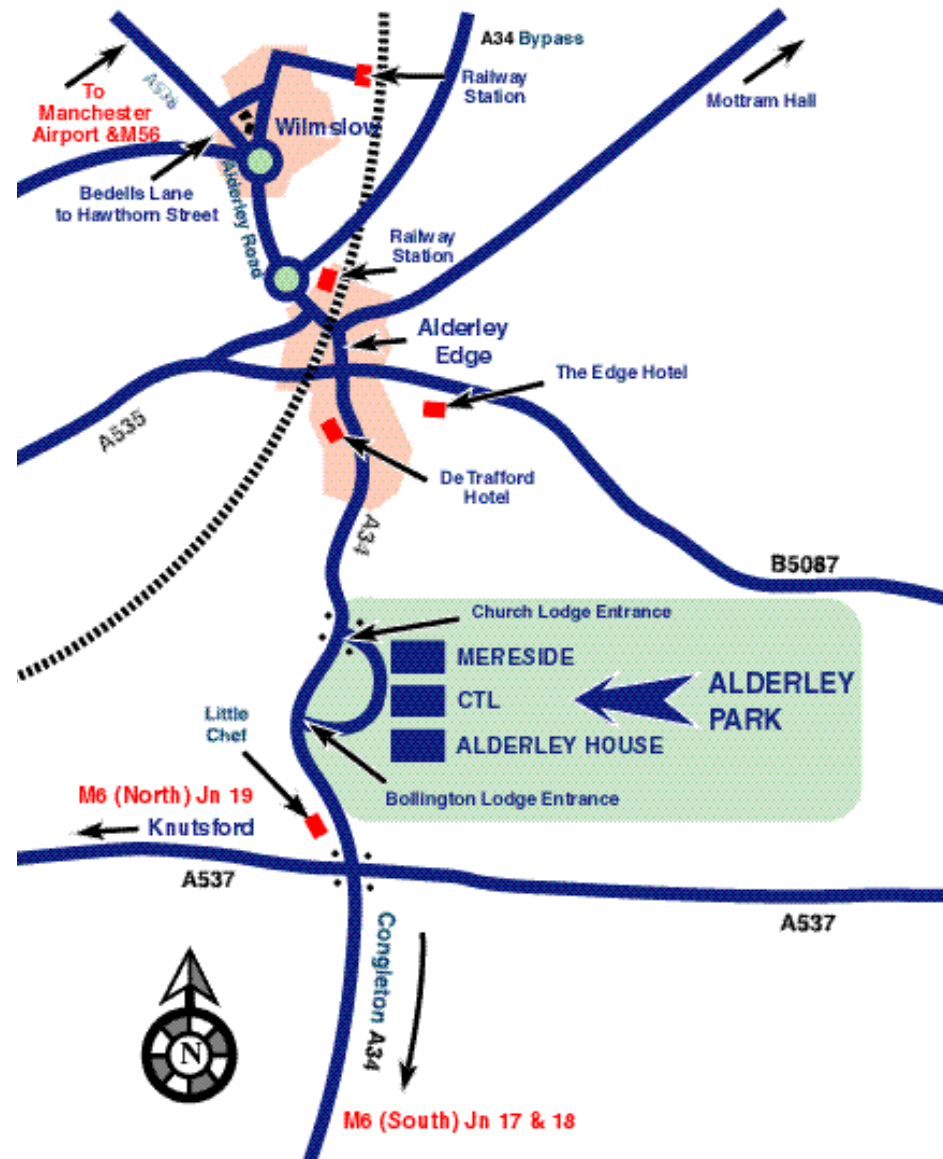 A34 Bypass
Railway
Station
Mottram Hall
A538
To
Manchester
Airport &M56
Wilmslow
Bedells Lane
to Hawthorn Street
Alderley Road
Railway
Station
Alderley
Edge
The Edge Hotel
A535
De Trafford
Hotel
A34
B5087
Church Lodge Entrance
MERESIDE
CTL
ALDERLEY HOUSE
ALDERLEY
PARK
Little
Chef
Bollington Lodge Entrance
M6 (North) Jn 19
Knutsford
A537
A537
Congleton A34
N
M6 (South) Jn 17 & 18